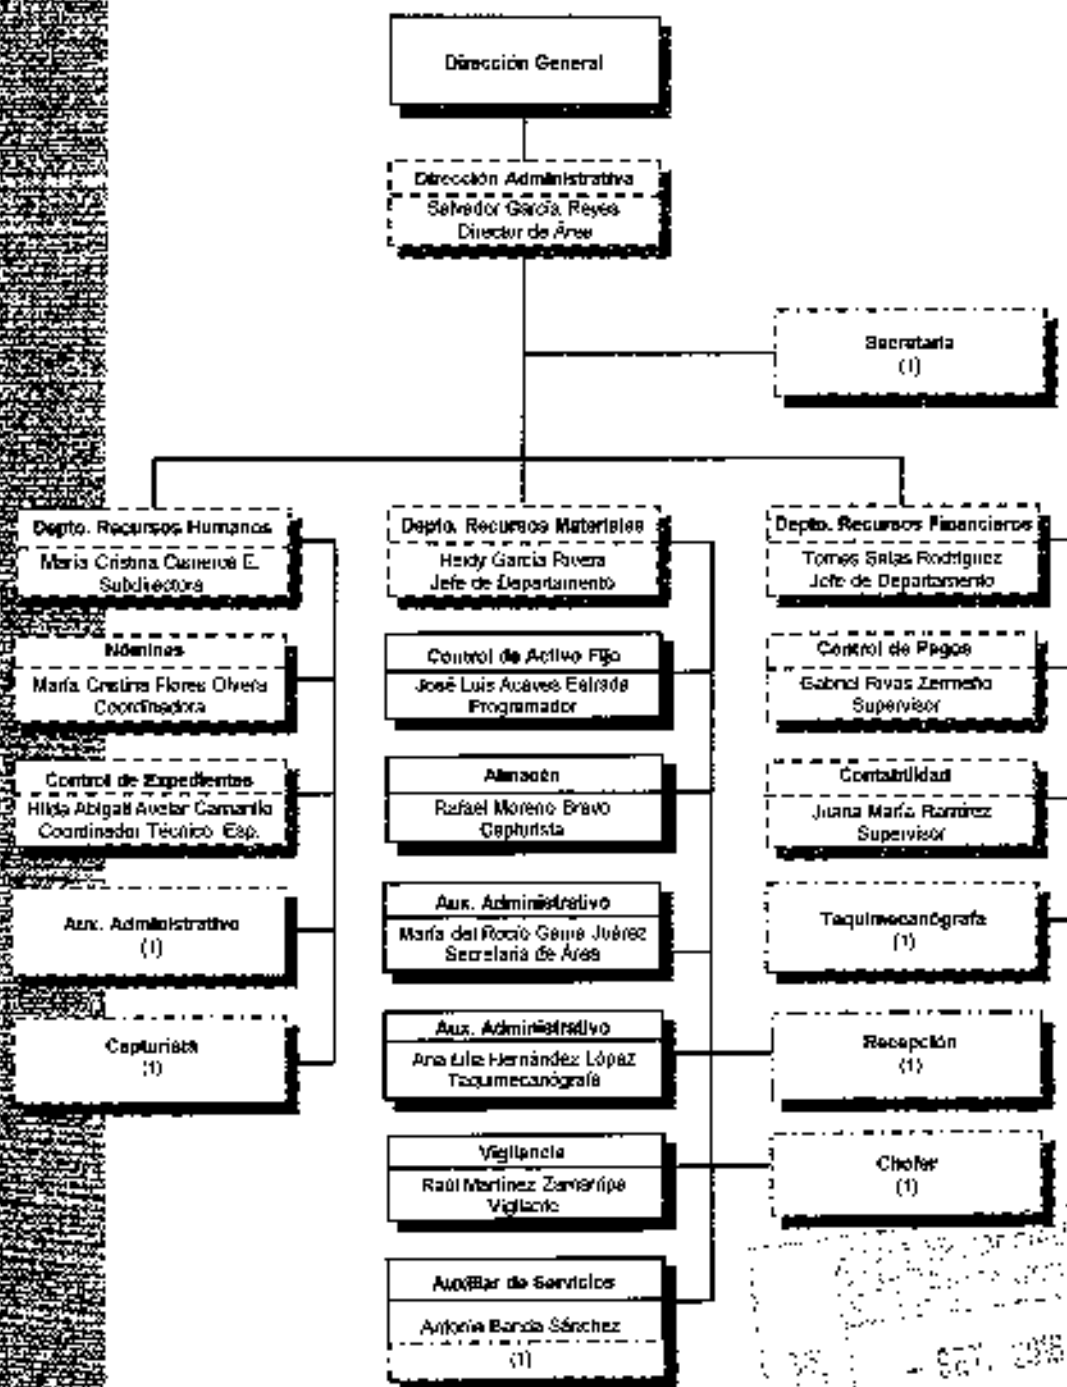 Dirección General
Dirección Administrativa
Salvador García Reyes
Director de Área
Secretaria
(1)
Depto. Recursos Humanos
María Cristina Cisneros E.
Subdirectora
Nóminas
María Cristina Flores Olvera
Coordinadora
Control de Expedientes
Hilda Abigail Avelar Camarillo
Coordinador Técnico Esp.
Aux. Administrativo
(1)
Capturista
(1)
Depto. Recursos Materiales
Heidy García Rivera
Jefe de Departamento
Control de Activo Fijo
José Luis Aceves Estrada
Programador
Almacén
Rafael Moreno Bravo
Capturista
Aux. Administrativo
María del Rocío Juárez
Secretaria de Área
Aux. Administrativo
Ana Hernández López
Taquimecanógrafa
Vigilancia
Raúl Martínez Zamarripa
Vigilante
Auxiliar de Servicios
Banda Sánchez
(1)
Depto. Recursos Financieros
Salas Rodríguez
Jefe de Departamento
Control de Pagos
Gabriel Rivas Zermeño
Supervisor
Contabilidad
Juana María Ramírez
Supervisor
Taquimecanógrafa
(1)
Recepción
(1)
Chofer
(1)